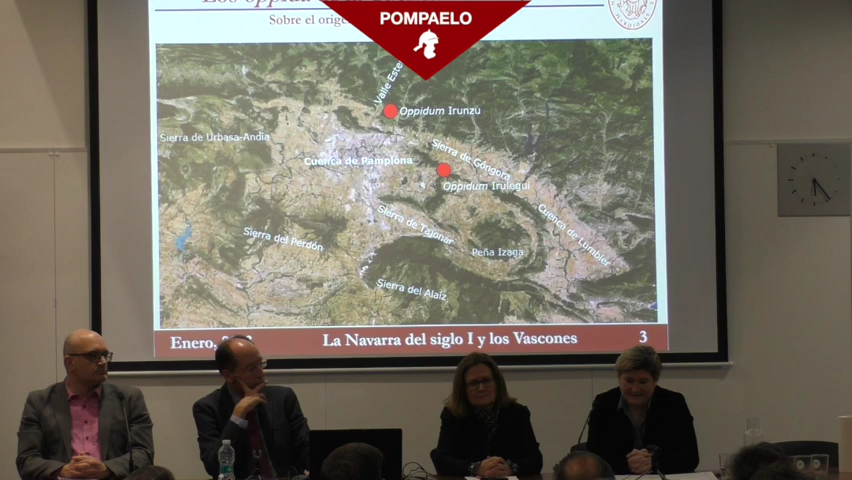 Los oppida
POMPAELO
Sobre el orige
Valle Este
Oppidum Irunzu
Sierra de Urbasa-Andia
Sierra de Góngora
Cuenca de Pamplona
Oppidum Irulegui
Cuenca de Lumbier
Sierra de Tajonar
Sierra del Perdón
Peña Izaga
Sierra del Alaiz
Enero,
La Navarra del siglo I y los Vascones
3